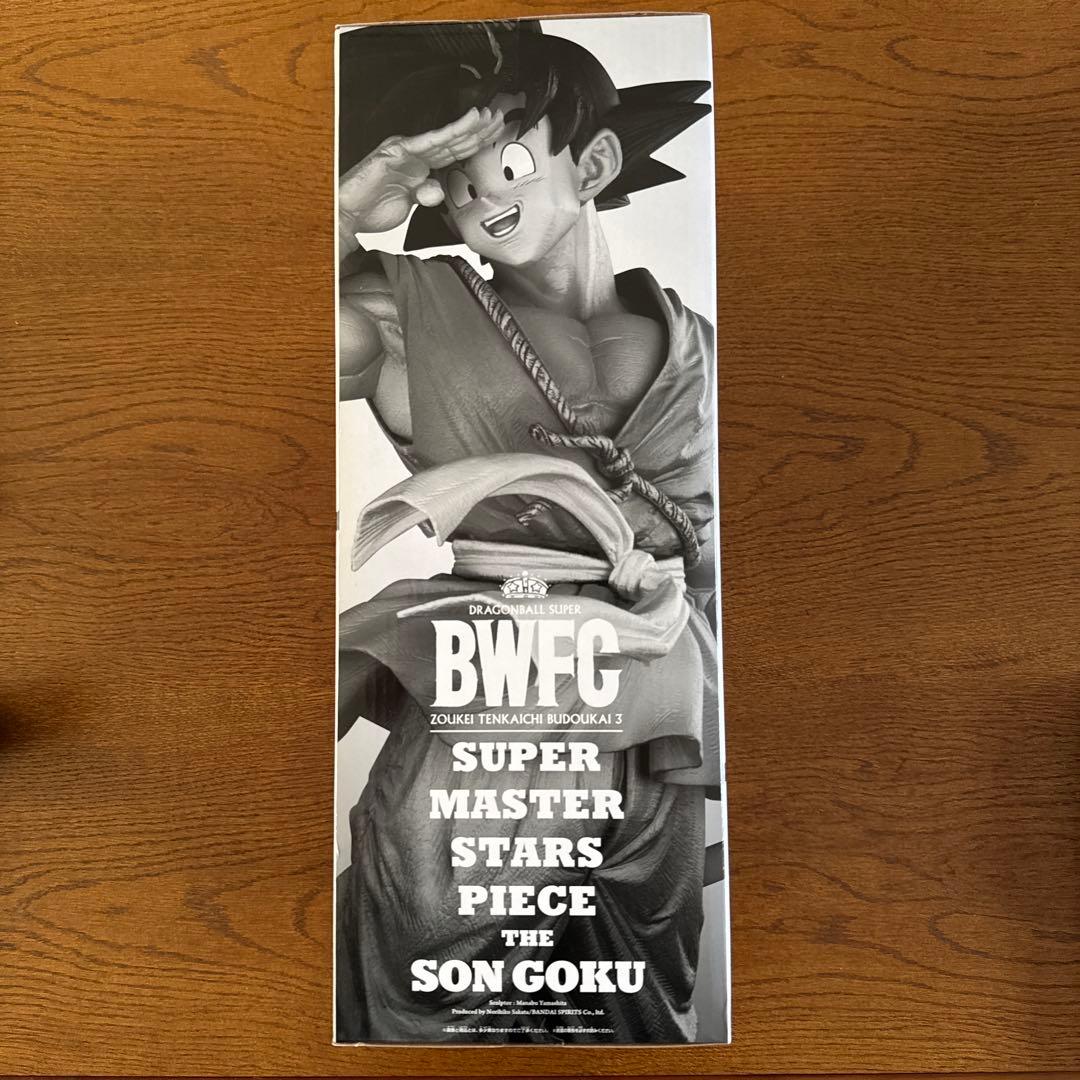 DRAGONBALL SUPER
BWFC
ZOUKEI TENKAICHI BUDOUKAI 3
SUPER
MASTER
STARS
PIECE
THE
SON GOKU
Sculptor : Manabu Yamashita
Produced by Norihiko Sakata/BANDAI SPIRITS Co., ltd.